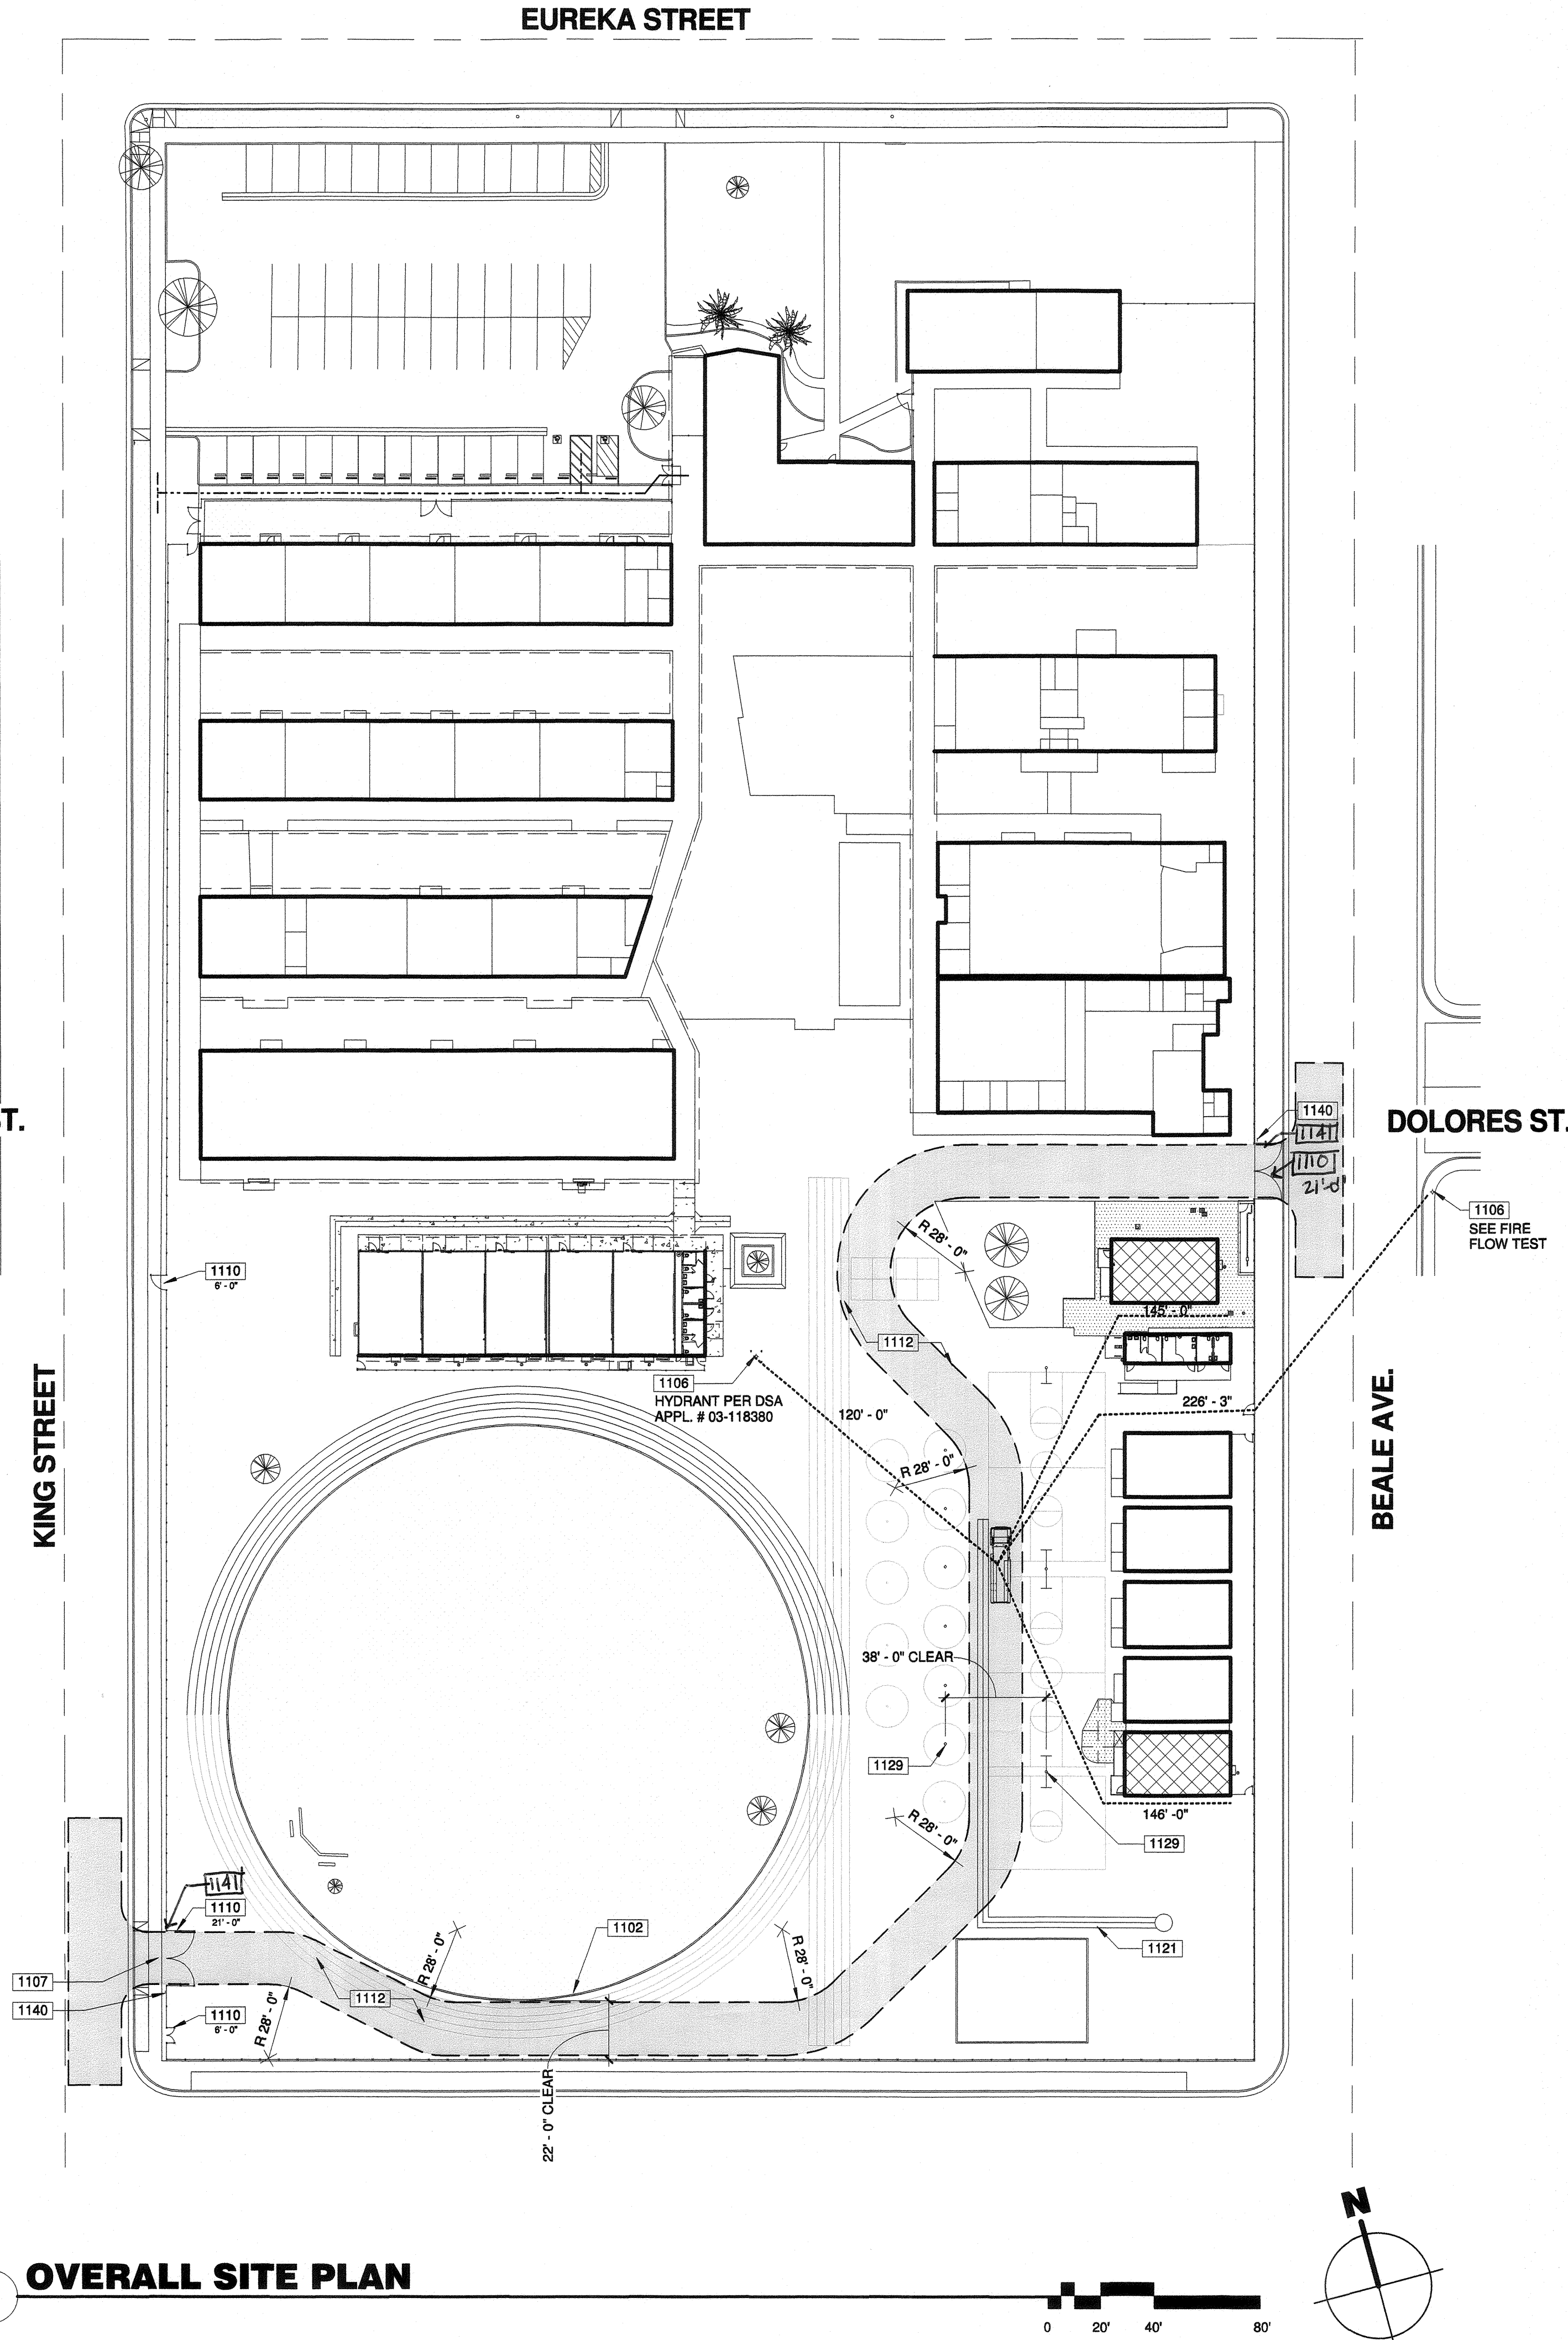 EUREKA STREET
1140
1141
1110
21'-0"
DOLORES ST.
ST.
1106
SEE FIRE
FLOW TEST
R 28' - 0"
1110
6' - 0"
145' - 0"
1112
1106
HYDRANT PER DSA
APPL. # 03-118380
120' - 0"
226' - 3"
KING STREET
BEALE AVE.
R 28' - 0"
38' - 0" CLEAR
1129
R 28' - 0"
146' -0"
1129
1141
1110
21' - 0"
1102
R 28' - 0"
R 28' - 0"
1121
1107
1112
1140
1110
6' - 0"
R 28' - 0"
22' - 0" CLEAR
N
OVERALL SITE PLAN
0 20' 40' 80'